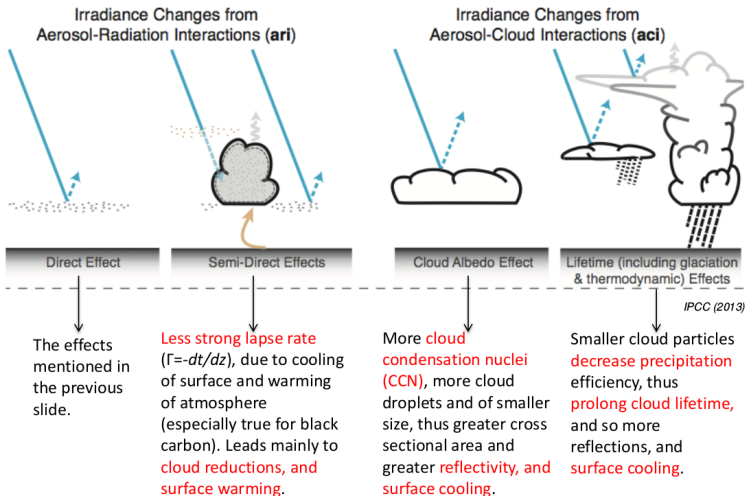 Irradiance Changes from
Aerosol-Radiation Interactions (ari)
Irradiance Changes from
Aerosol-Cloud Interactions (aci)
Direct Effect
Semi-Direct Effects
Cloud Albedo Effect
Lifetime (including glaciation
& thermodynamic) Effects
IPCC (2013)
The effects
mentioned in
the previous
slide.
Less strong lapse rate
(Γ=-dt/dz), due to cooling
of surface and warming
of atmosphere
(especially true for black
carbon). Leads mainly to
cloud reductions, and
surface warming.
More cloud
condensation nuclei
(CCN), more cloud
droplets and of smaller
size, thus greater cross
sectional area and
greater reflectivity, and
surface cooling.
Smaller cloud particles
decrease precipitation
efficiency, thus
prolong cloud lifetime,
and so more
reflections, and
surface cooling.